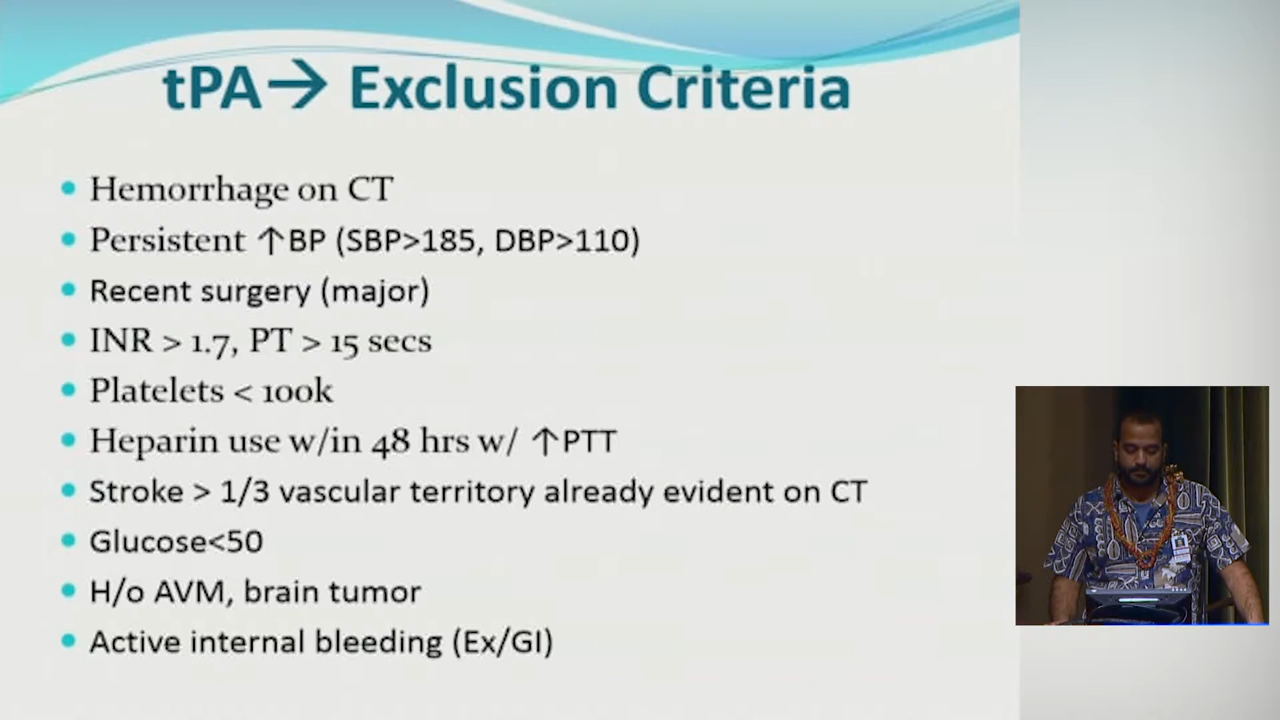 tPA→ Exclusion Criteria
• Hemorrhage on CT
• Persistent ↑BP (SBP>185, DBP>110)
• Recent surgery (major)
• INR > 1.7, PT > 15 secs
• Platelets < 100k
• Heparin use w/in 48 hrs w/ ↑PTT
• Stroke > 1/3 vascular territory already evident on CT
• Glucose<50
• H/o AVM, brain tumor
• Active internal bleeding (Ex/GI)